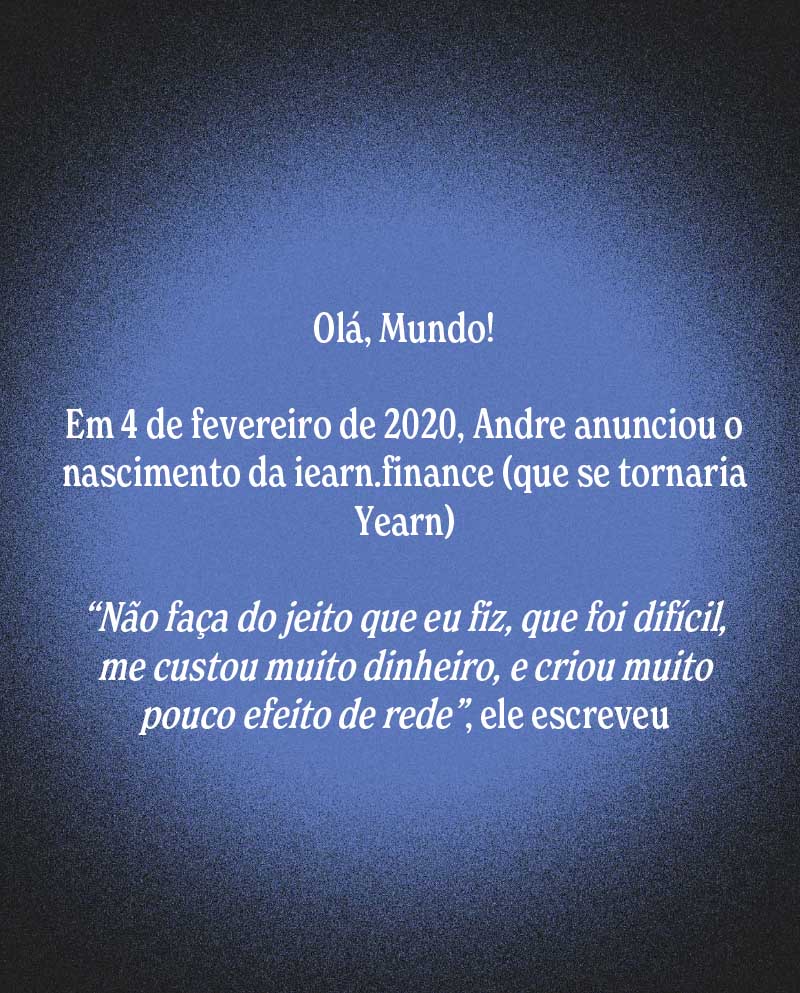 Olá, Mundo!
Em 4 de fevereiro de 2020, Andre anunciou o
nascimento da iearn.finance (que se tornaria
Yearn)
“Não faça do jeito que eu fiz, que foi difícil,
me custou muito dinheiro, e criou muito
pouco efeito de rede”, ele escreveu